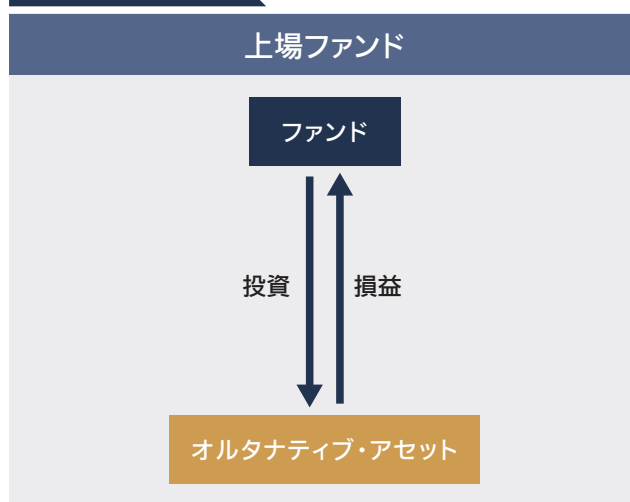 上場ファンド
ファンド
投資
損益
オルタナティブ・アセット